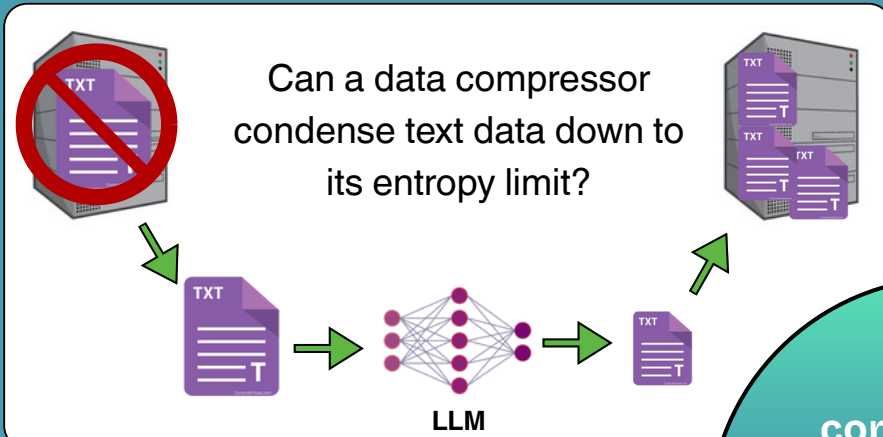 TXT
Can a data compressor
condense text data down to
its entropy limit?
TXT
T
TXT
TXT
T
T
TXT
T
TXT
T
LLM